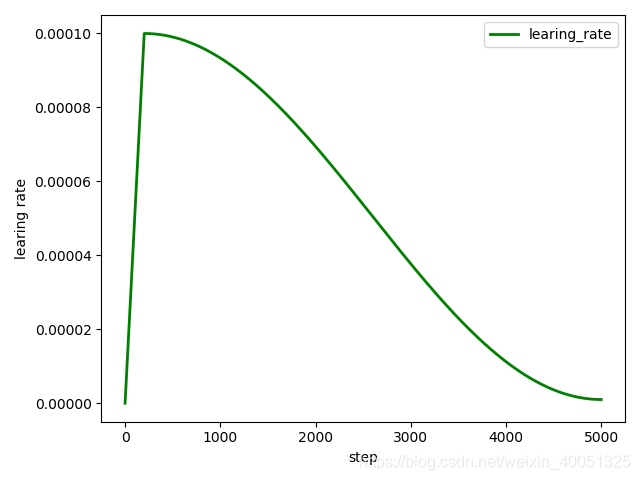 0.00010
learing_rate
0.00008
0.00006
0.00004
0.00002
0.00000
learing rate
0 1000 2000 3000 4000 5000
step
https://blog.csdn.net/weixin_40051325